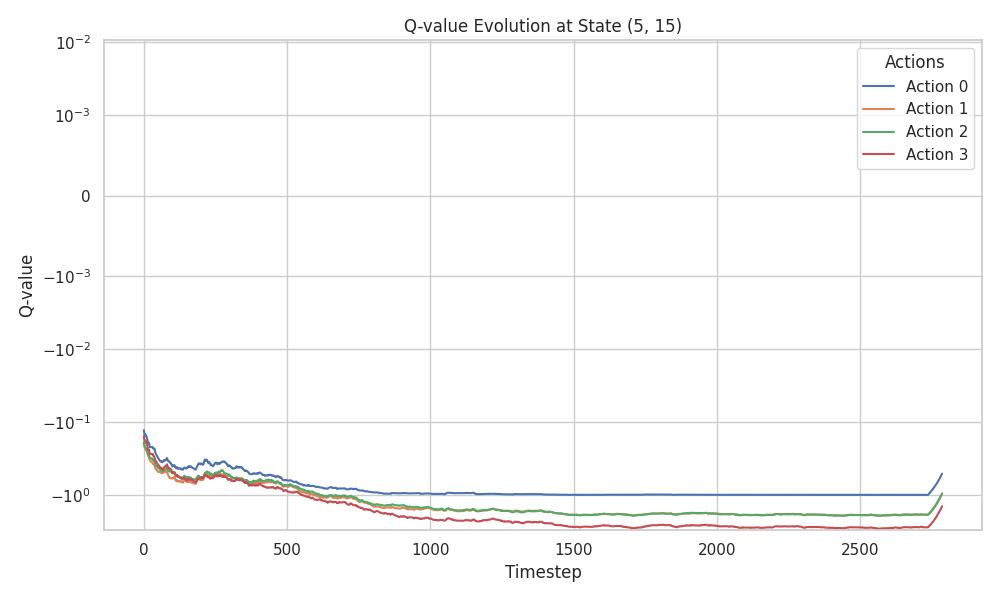 Q-value Evolution at State (5, 15)
Q-value
10⁻²
10⁻³
0
−10⁻³
−10⁻²
−10⁻¹
−10⁰
Actions
Action 0
Action 1
Action 2
Action 3
0 500 1000 1500 2000 2500
Timestep